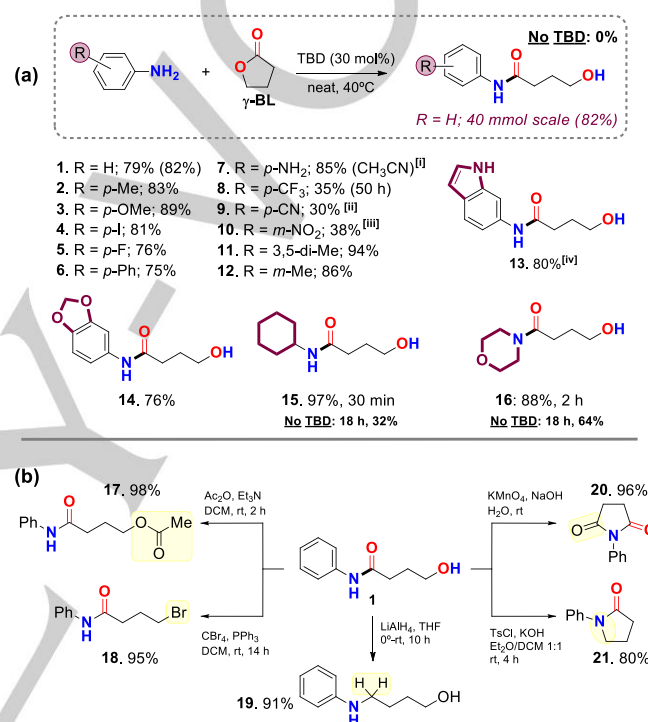 (a)
R
NH₂
+
O
O
γ-BL
TBD (30 mol%)
neat, 40ºC
No TBD: 0%
R
N
H
O
OH
R = H; 40 mmol scale (82%)
1. R = H; 79% (82%)
2. R = p-Me; 83%
3. R = p-OMe; 89%
4. R = p-I; 81%
5. R = p-F; 76%
6. R = p-Ph; 75%
7. R = p-NH₂; 85% (CH₃CN)[i]
8. R = p-CF₃; 35% (50 h)
9. R = p-CN; 30% [ii]
10. R = m-NO₂; 38% [iii]
11. R = 3,5-di-Me; 94%
12. R = m-Me; 86%
NH
O
N
H
OH
13. 80%[iv]
O
O
O
N
H
OH
14. 76%
O
N
H
OH
15. 97%, 30 min
No TBD: 18 h, 32%
O
N
O
OH
16: 88%, 2 h
No TBD: 18 h, 64%
(b)
17. 98%
O
Ph
N
H
O
Me
O
Ac₂O, Et₃N
DCM, rt, 2 h
O
Ph
N
H
Br
18. 95%
CBr₄, PPh₃
DCM, rt, 14 h
O
N
H
OH
1
LiAlH₄, THF
0º-rt, 10 h
H H
N
H
OH
19. 91%
KMnO₄, NaOH
H₂O, rt
20. 96%
O
N
O
Ph
TsCl, KOH
Et₂O/DCM 1:1
rt, 4 h
Ph
N
O
21. 80%